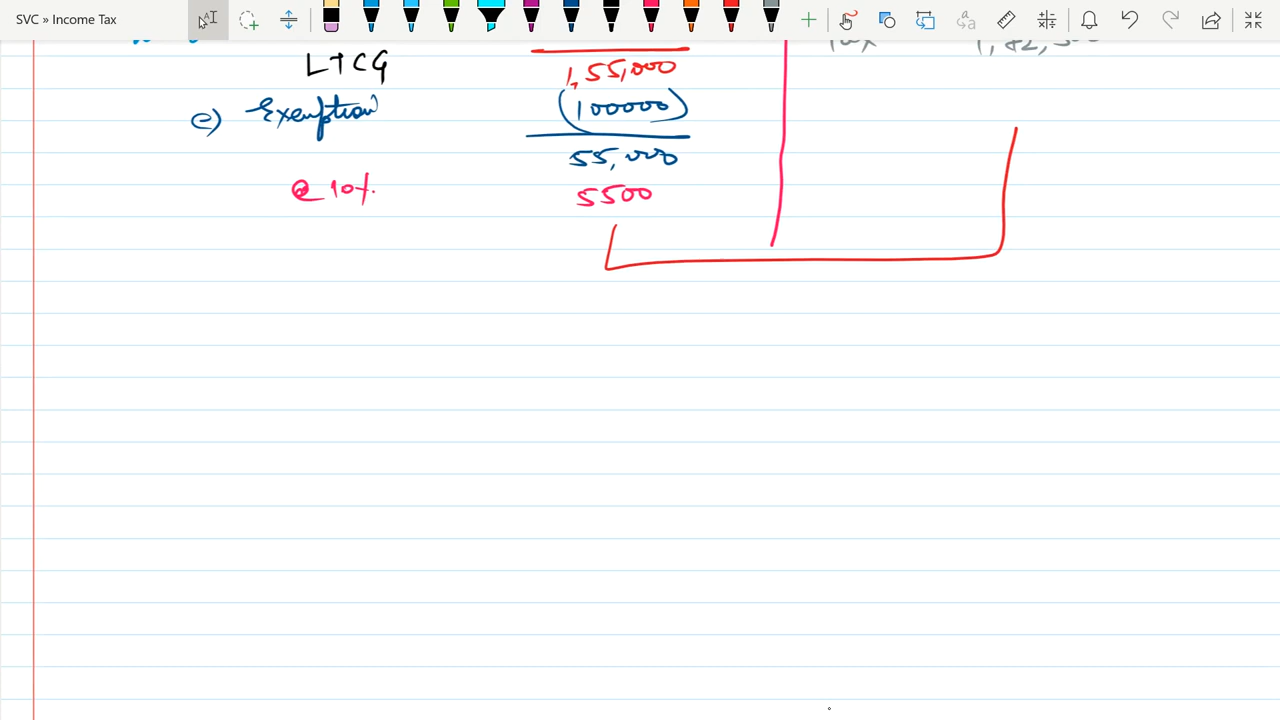 SVC » Income Tax
LTCG 1,55,000
e) Exemption (100000)
55,000
@ 10% 5500